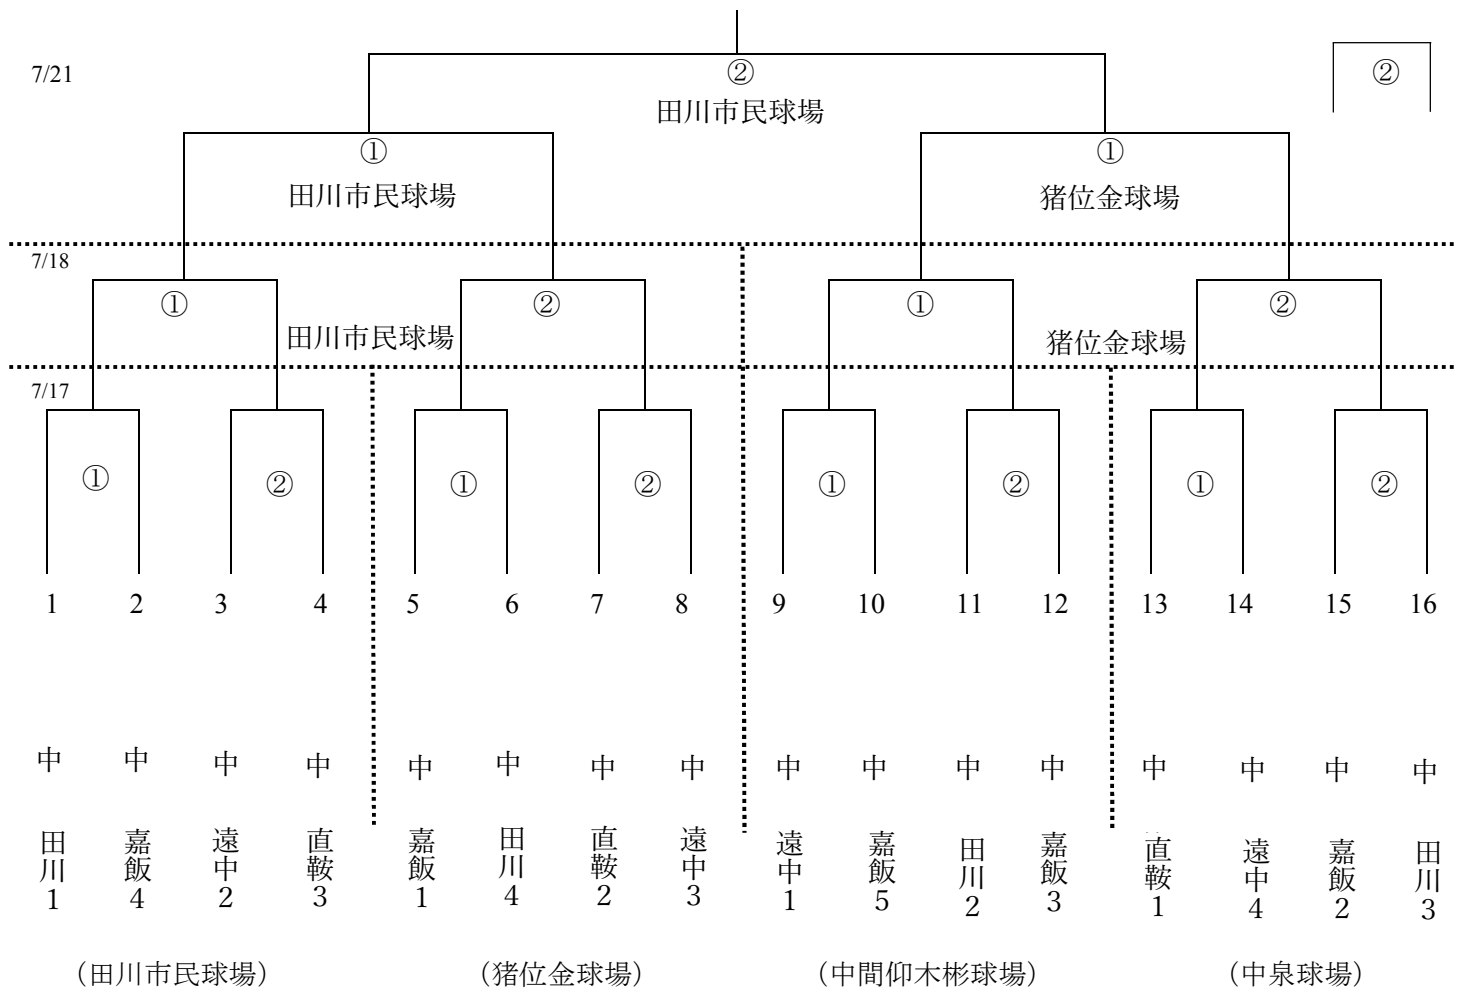 7/21
②
②
田川市民球場
①
①
田川市民球場
猪位金球場
7/18
①
②
①
②
田川市民球場
猪位金球場
7/17
①
②
①
②
①
②
①
②
1 2 3 4 5 6 7 8 9 10 11 12 13 14 15 16
中 中 中 中 中 中 中 中 中 中 中 中 中 中 中 中
田川1
嘉飯4
遠中2
直鞍3
嘉飯1
田川4
直鞍2
遠中3
遠中1
嘉飯5
田川2
嘉飯3
直鞍1
遠中4
嘉飯2
田川3
（田川市民球場）
（猪位金球場）
（中間仰木彬球場）
（中泉球場）